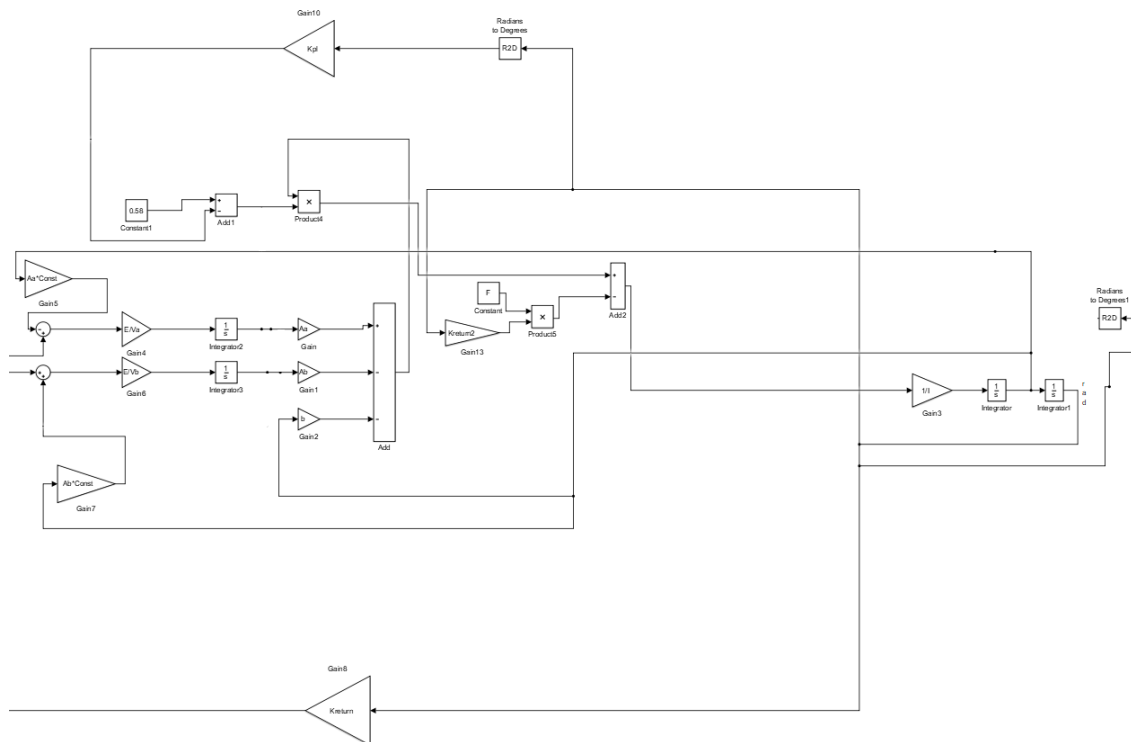 Gain10
Kpl
Radians
to Degrees
R2D
0.58
Constant1
+
−
Add1
×
Product4
Aa*Const
Gain5
E/Va
Gain4
1
s
Integrator2
Aa
Gain
E/Vb
Gain6
1
s
Integrator3
Ab
Gain1
b
Gain2
+
−
−
Add
Ab*Const
Gain7
F
Constant
Kreturn2
Gain13
×
Product5
+
−
Add2
1/I
Gain3
1
s
Integrator
1
s
Integrator1
r
a
d
Radians
to Degrees1
R2D
Gain8
Kreturn